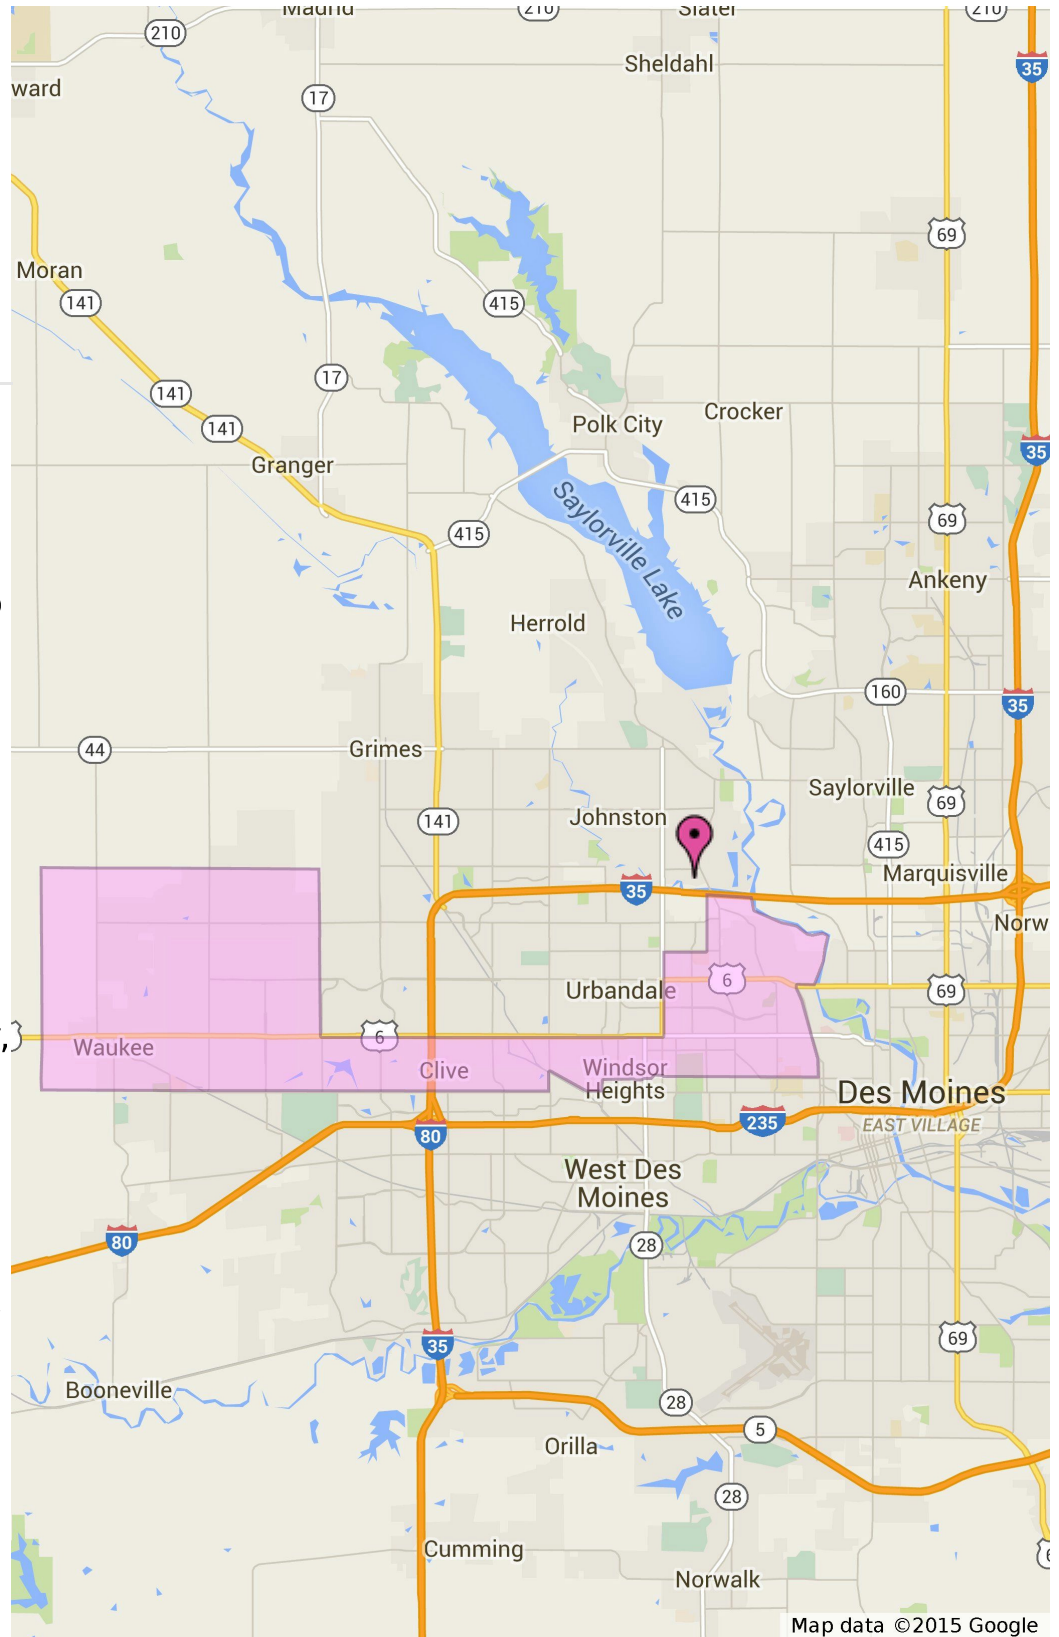 Madrid
210
Slater
210
210
Sheldahl
35
ward
17
69
Moran
141
415
17
141
Crocker
Polk City
141
35
Granger
415
69
415
Saylorville Lake
Ankeny
Herrold
160
35
44
Grimes
Saylorville
69
Johnston
141
415
Marquisville
35
Norw
6
Urbandale
69
6
Waukee
Clive
Windsor
Heights
Des Moines
EAST VILLAGE
235
80
West Des
Moines
80
28
69
35
Booneville
28
5
Orilla
28
Cumming
6
Norwalk
Map data ©2015 Google